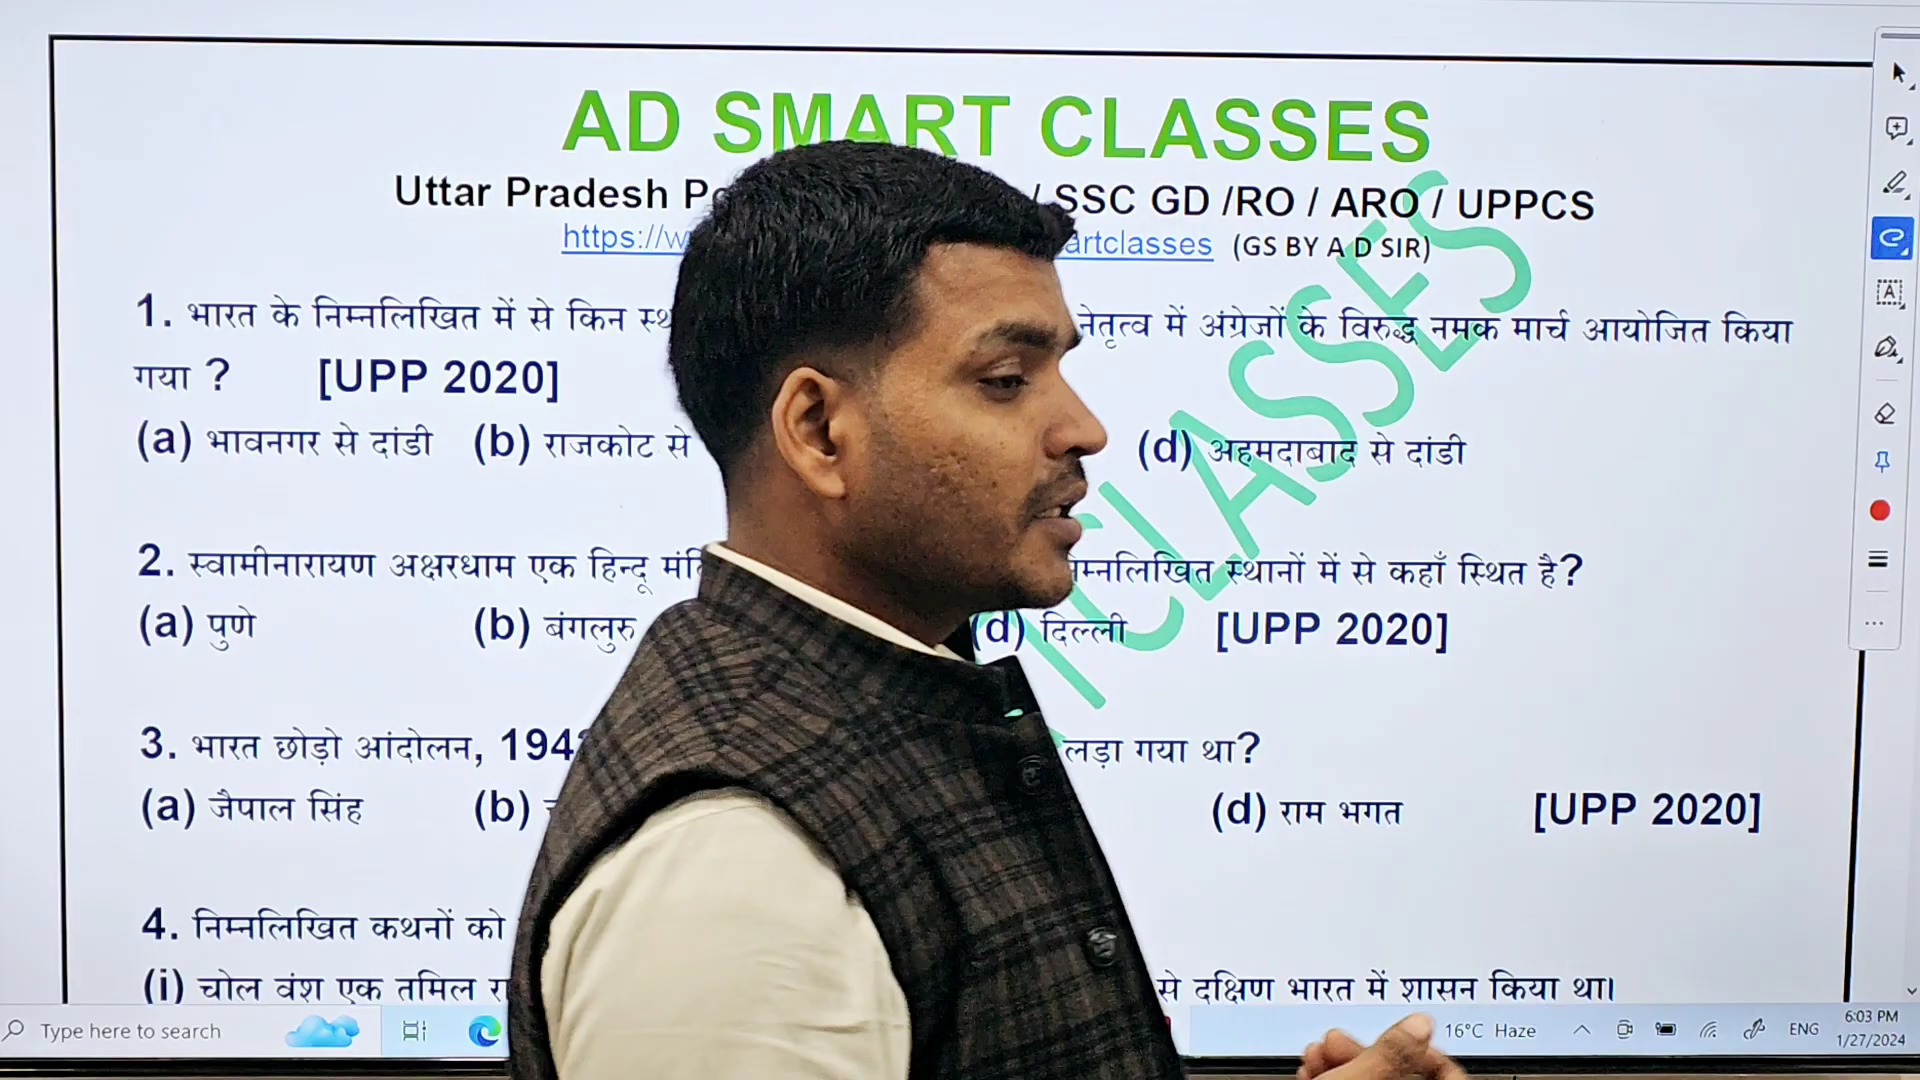 AD SMART CLASSES
Uttar Pradesh / SSC GD /RO / ARO / UPPCS
https:// artclasses (GS BY A D SIR)
1. भारत के निम्नलिखित में से किन नेतृत्व में अंग्रेजों के विरुद्ध नमक मार्च आयोजित किया
गया ? [UPP 2020]
(a) भावनगर से दांडी (b) राजकोट से (d) अहमदाबाद से दांडी
2. स्वामीनारायण अक्षरधाम एक हिन्दू म्नलिखित स्थानों में से कहाँ स्थित है?
(a) पुणे (b) बंगलुरु (d) दिल्ली [UPP 2020]
3. भारत छोड़ो आंदोलन, 194 लड़ा गया था?
(a) जैपाल सिंह (b) (d) राम भगत [UPP 2020]
4. निम्नलिखित कथनों को
(i) चोल वंश एक तमिल से दक्षिण भारत में शासन किया था।
TCLASSES
Type here to search 16°C Haze ENG 6:03 PM
1/27/2024